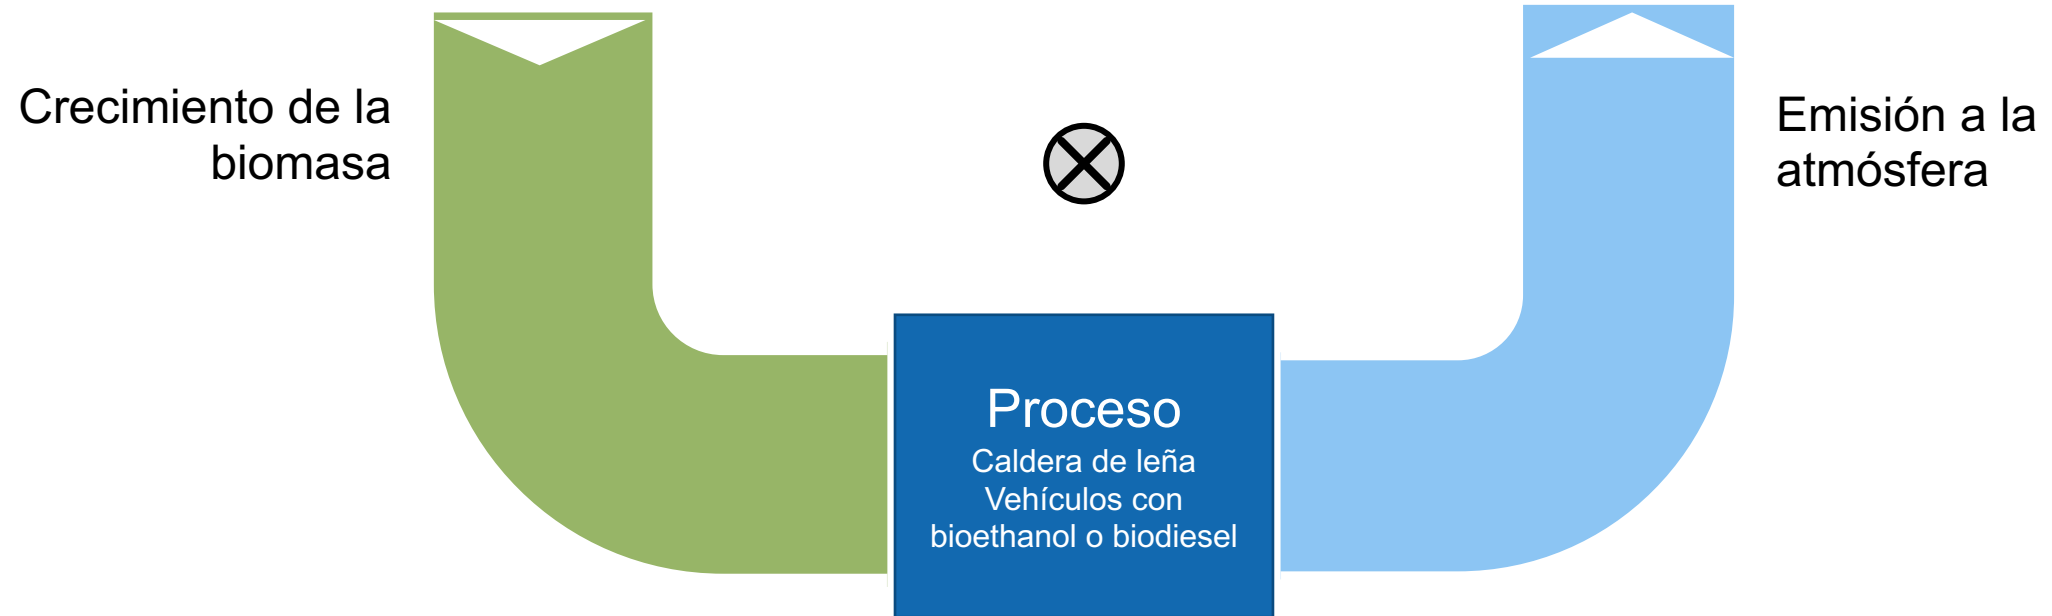 Crecimiento de la
biomasa
Emisión a la
atmósfera
Proceso
Caldera de leña
Vehículos con
bioethanol o biodiesel